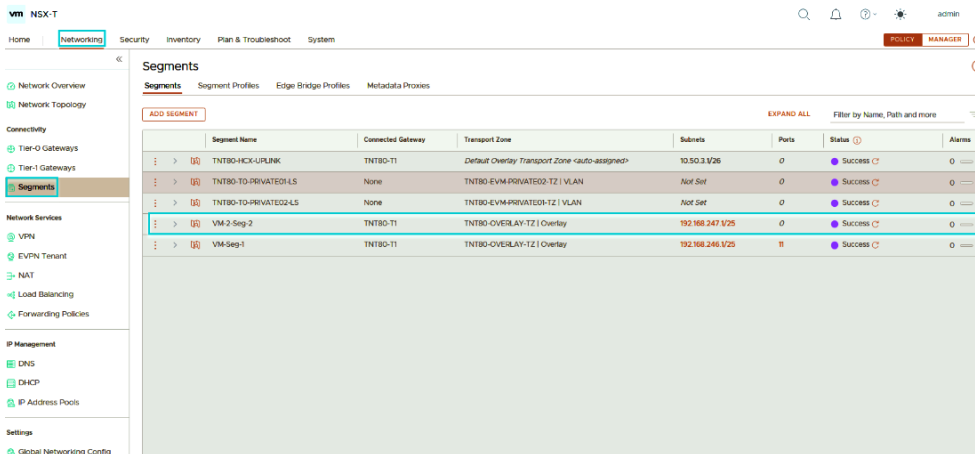 vm NSX-T
admin
Home Networking Security Inventory Plan & Troubleshoot System
POLICY MANAGER
«
Segments
Segments Segment Profiles Edge Bridge Profiles Metadata Proxies
Network Overview
Network Topology
Connectivity
Tier-0 Gateways
Tier-1 Gateways
Segments
Network Services
VPN
EVPN Tenant
NAT
Load Balancing
Forwarding Policies
IP Management
DNS
DHCP
IP Address Pools
Settings
Global Networking Config
ADD SEGMENT EXPAND ALL Filter by Name, Path and more
Segment Name Connected Gateway Transport Zone Subnets Ports Status Alarms
TNT80-HCX-UPLINK TNT80-T1 Default Overlay Transport Zone <auto-assigned> 10.50.3.1/26 0 Success 0
TNT80-TO-PRIVATE01-LS None TNT80-EVM-PRIVATE02-TZ | VLAN Not Set 0 Success 0
TNT80-TO-PRIVATE02-LS None TNT80-EVM-PRIVATE01-TZ | VLAN Not Set 0 Success 0
VM-2-Seg-2 TNT80-T1 TNT80-OVERLAY-TZ | Overlay 192.168.247.1/25 0 Success 0
VM-Seg-1 TNT80-T1 TNT80-OVERLAY-TZ | Overlay 192.168.246.1/25 11 Success 0